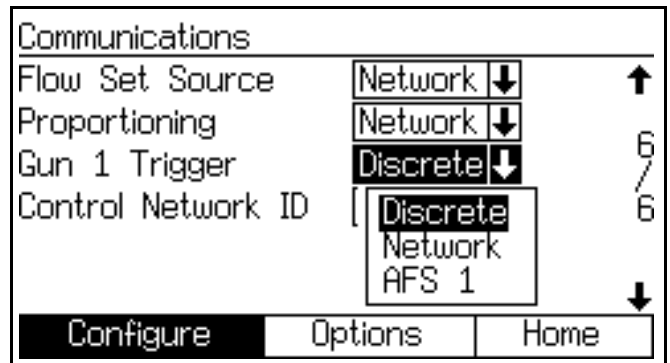 Communications
Flow Set Source Network
Proportioning Network
Gun 1 Trigger Discrete
Control Network ID [
Discrete
Network
AFS 1
6/6
Configure Options Home